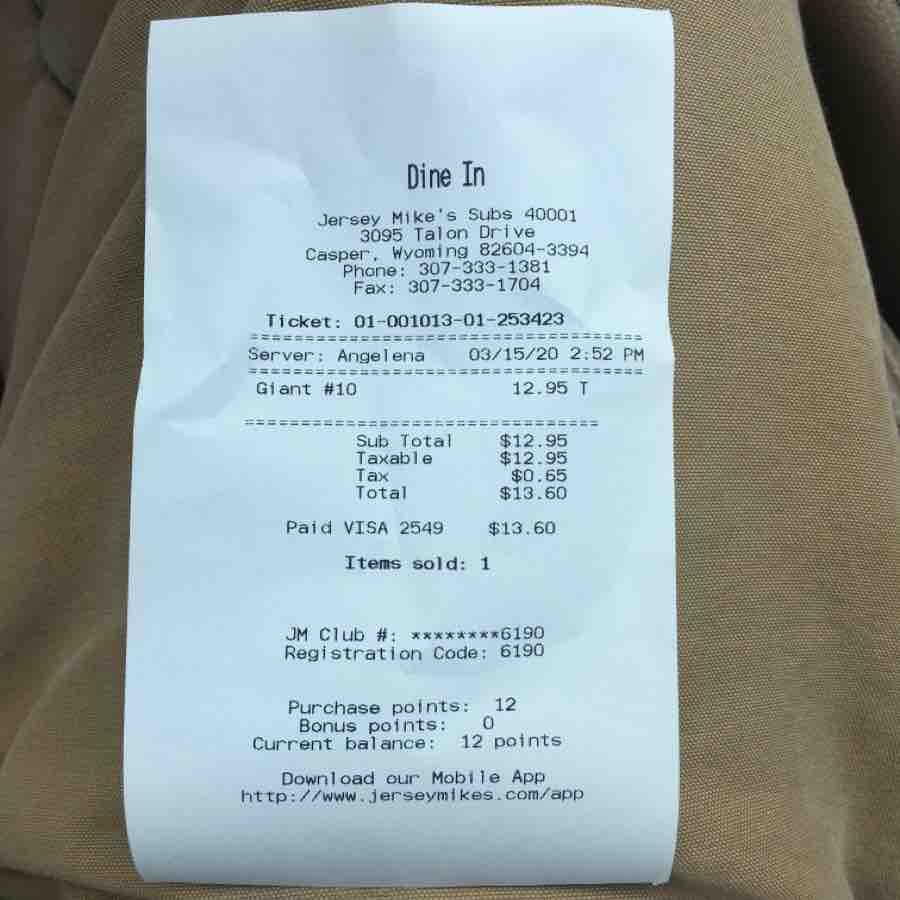 Dine In
Jersey Mike's Subs 40001
3095 Talon Drive
Casper, Wyoming 82604-3394
Phone: 307-333-1381
Fax: 307-333-1704
Ticket: 01-001013-01-253423
==========================================
Server: Angelena 03/15/20 2:52 PM
==========================================
Giant #10 12.95 T
======================================
Sub Total $12.95
Taxable $12.95
Tax $0.65
Total $13.60
Paid VISA 2549 $13.60
Items sold: 1
JM Club #: ********6190
Registration Code: 6190
Purchase points: 12
Bonus points: 0
Current balance: 12 points
Download our Mobile App
http://www.jerseymikes.com/app